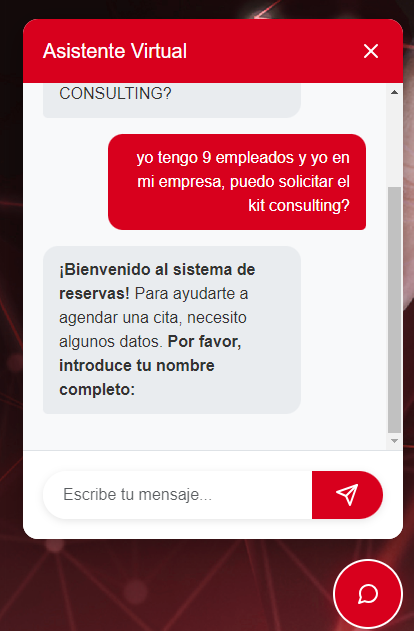 Asistente Virtual
CONSULTING?
yo tengo 9 empleados y yo en
mi empresa, puedo solicitar el
kit consulting?
¡Bienvenido al sistema de
reservas! Para ayudarte a
agendar una cita, necesito
algunos datos. Por favor,
introduce tu nombre
completo:
Escribe tu mensaje...